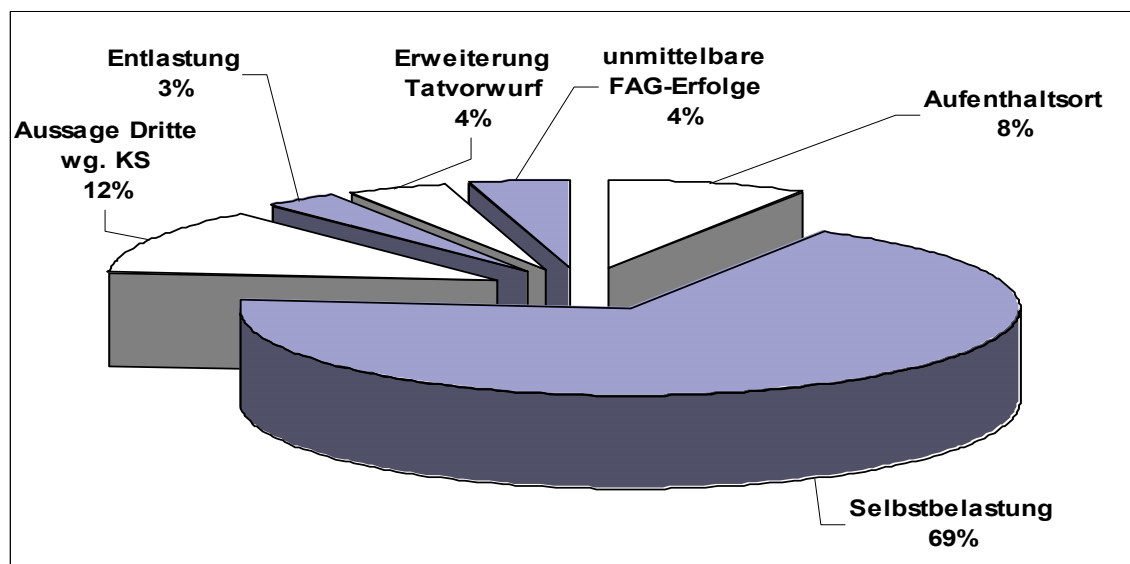 Entlastung
3%
Erweiterung
Tatvorwurf
4%
unmittelbare
FAG-Erfolge
4%
Aufenthaltsort
8%
Aussage Dritte
wg. KS
12%
Selbstbelastung
69%